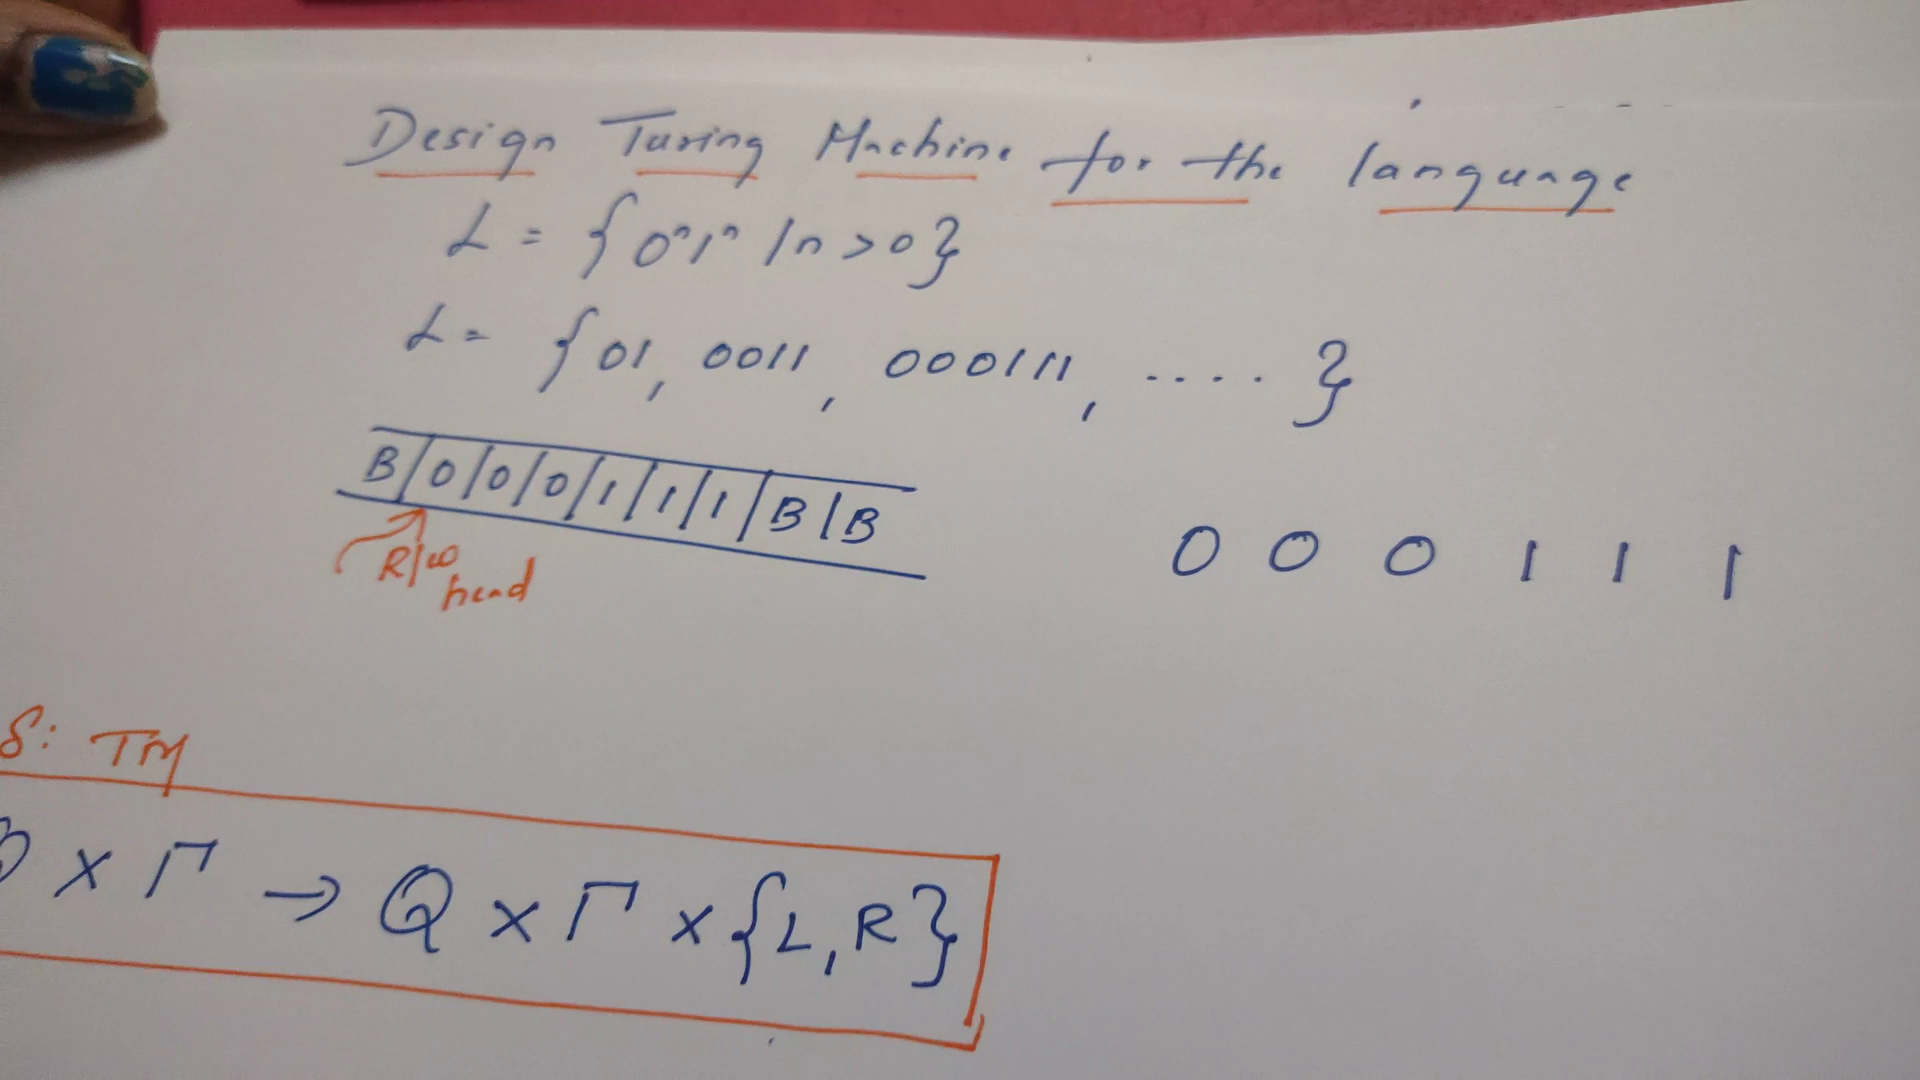 Design Turing Machine for the language
L = {0ⁿ1ⁿ | n > 0}
L = {01, 0011, 000111, .... }
B 0 0 0 1 1 1 B B
R/w head
0 0 0 1 1 1
δ: TM
Q × Γ → Q × Γ × {L, R}